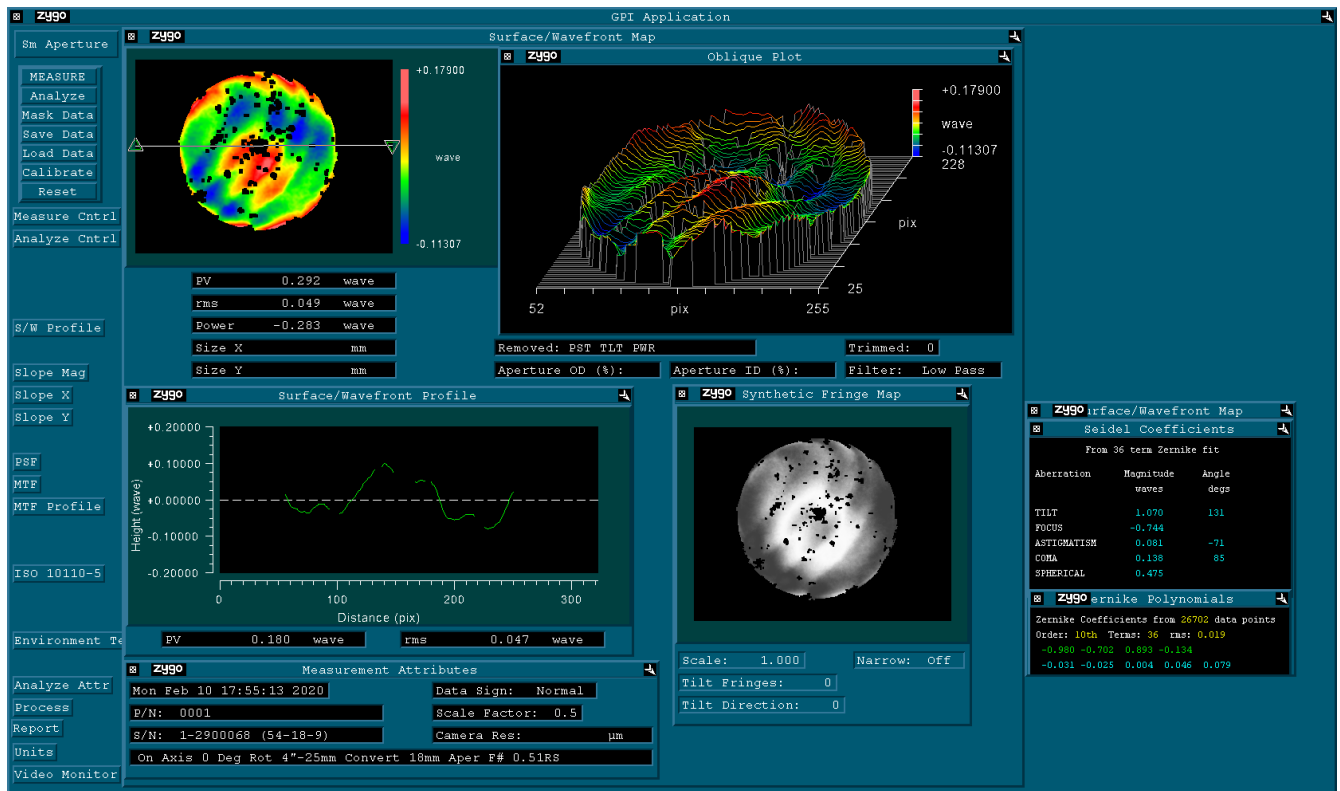 zygo GPI Application
Sm Aperture
MEASURE
Analyze
Mask Data
Save Data
Load Data
Calibrate
Reset
Measure Cntrl
Analyze Cntrl
S/W Profile
Slope Mag
Slope X
Slope Y
PSF
MTF
MTF Profile
ISO 10110-5
Environment Te
Analyze Attr
Process
Report
Units
Video Monitor
zygo Surface/Wavefront Map
+0.17900
wave
-0.11307
PV 0.292 wave
rms 0.049 wave
Power -0.283 wave
Size X mm
Size Y mm
zygo Oblique Plot
+0.17900
wave
-0.11307
228
pix
25
52 pix 255
Removed: PST TLT PWR
Trimmed: 0
Aperture OD (%):
Aperture ID (%):
Filter: Low Pass
zygo Surface/Wavefront Profile
+0.20000
+0.10000
+0.00000
-0.10000
-0.20000
Height (wave)
0 100 200 300
Distance (pix)
PV 0.180 wave
rms 0.047 wave
zygo Measurement Attributes
Mon Feb 10 17:55:13 2020
Data Sign: Normal
P/N: 0001
Scale Factor: 0.5
S/N: 1-2900068 (54-18-9)
Camera Res: µm
On Axis 0 Deg Rot 4"-25mm Convert 18mm Aper F# 0.51RS
zygo Synthetic Fringe Map
Scale: 1.000
Narrow: Off
Tilt Fringes: 0
Tilt Direction: 0
zygo urface/Wavefront Map
Seidel Coefficients
From 36 term Zernike fit
Aberration Magnitude Angle
waves degs
TILT 1.070 131
FOCUS -0.744
ASTIGMATISM 0.081 -71
COMA 0.138 85
SPHERICAL 0.475
zygo ernike Polynomials
Zernike Coefficients from 26702 data points
Order: 10th Terms: 36 rms: 0.019
-0.980 -0.702 0.893 -0.134
-0.031 -0.025 0.004 0.046 0.079